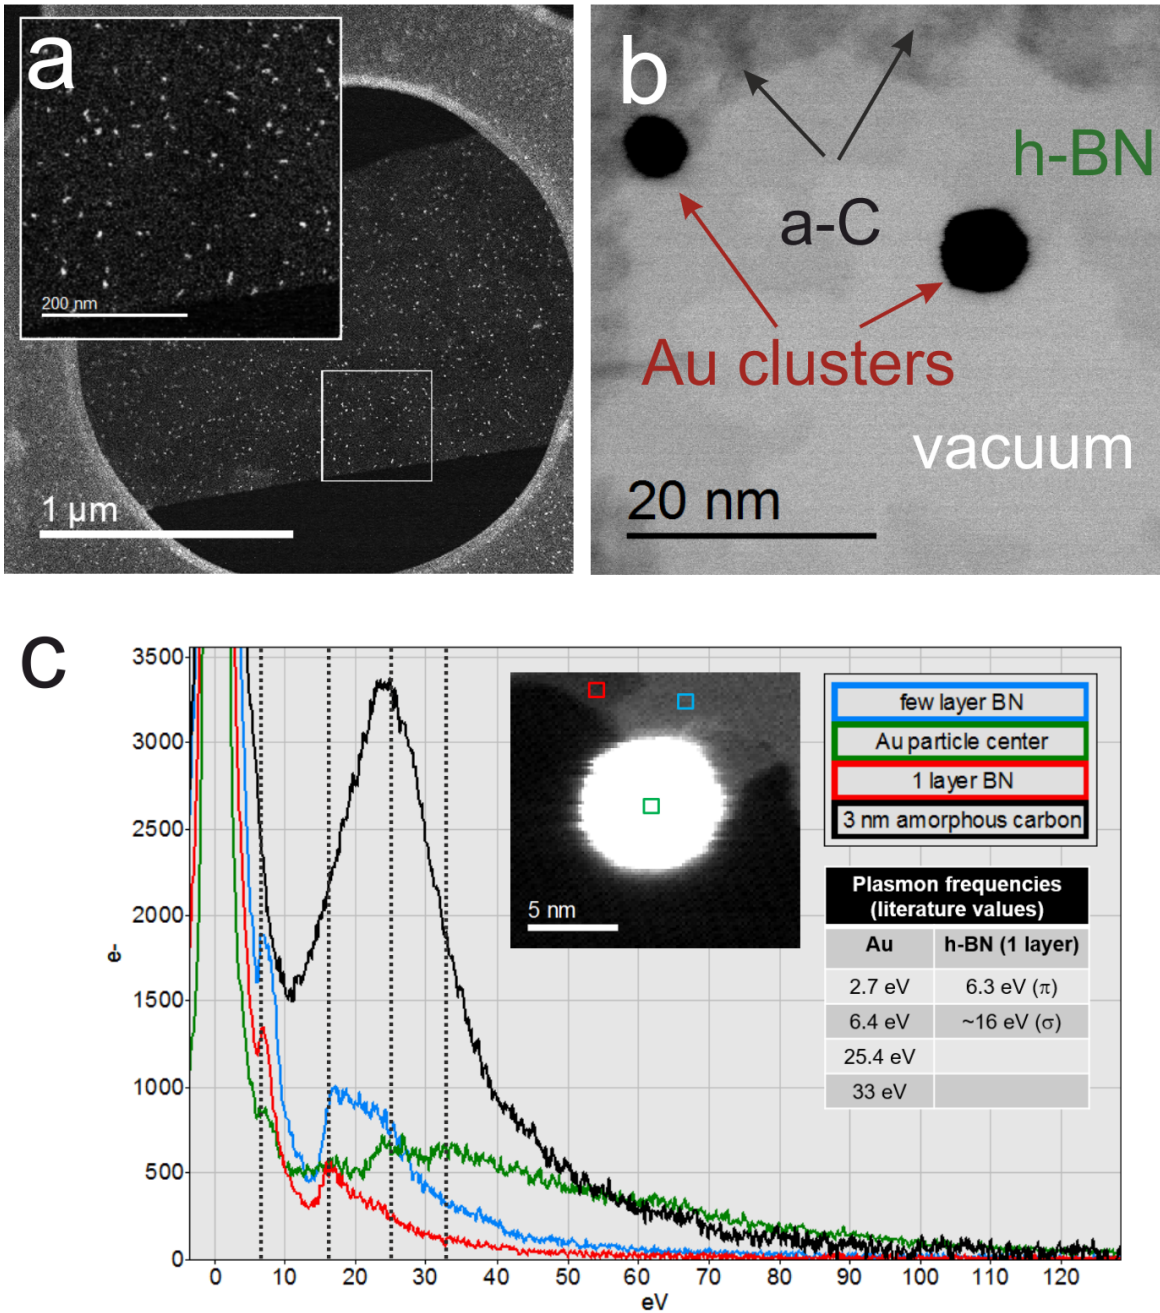 a
200 nm
1 µm
b
h-BN
a-C
Au clusters
vacuum
20 nm
c
3500
3000
2500
2000
1500
1000
500
0
e-
0 10 20 30 40 50 60 70 80 90 100 110 120
eV
5 nm
few layer BN
Au particle center
1 layer BN
3 nm amorphous carbon
Plasmon frequencies
(literature values)
Au h-BN (1 layer)
2.7 eV 6.3 eV (π)
6.4 eV ~16 eV (σ)
25.4 eV
33 eV